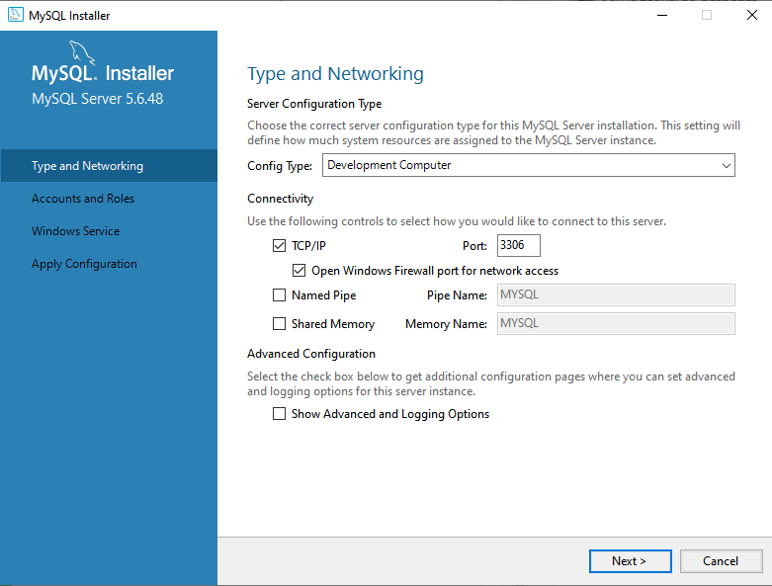 MySQL Installer
MySQL. Installer
MySQL Server 5.6.48
Type and Networking
Accounts and Roles
Windows Service
Apply Configuration
Type and Networking
Server Configuration Type
Choose the correct server configuration type for this MySQL Server installation. This setting will
define how much system resources are assigned to the MySQL Server instance.
Config Type: Development Computer
Connectivity
Use the following controls to select how you would like to connect to this server.
TCP/IP Port: 3306
Open Windows Firewall port for network access
Named Pipe Pipe Name: MYSQL
Shared Memory Memory Name: MYSQL
Advanced Configuration
Select the check box below to get additional configuration pages where you can set advanced
and logging options for this server instance.
Show Advanced and Logging Options
Next > Cancel